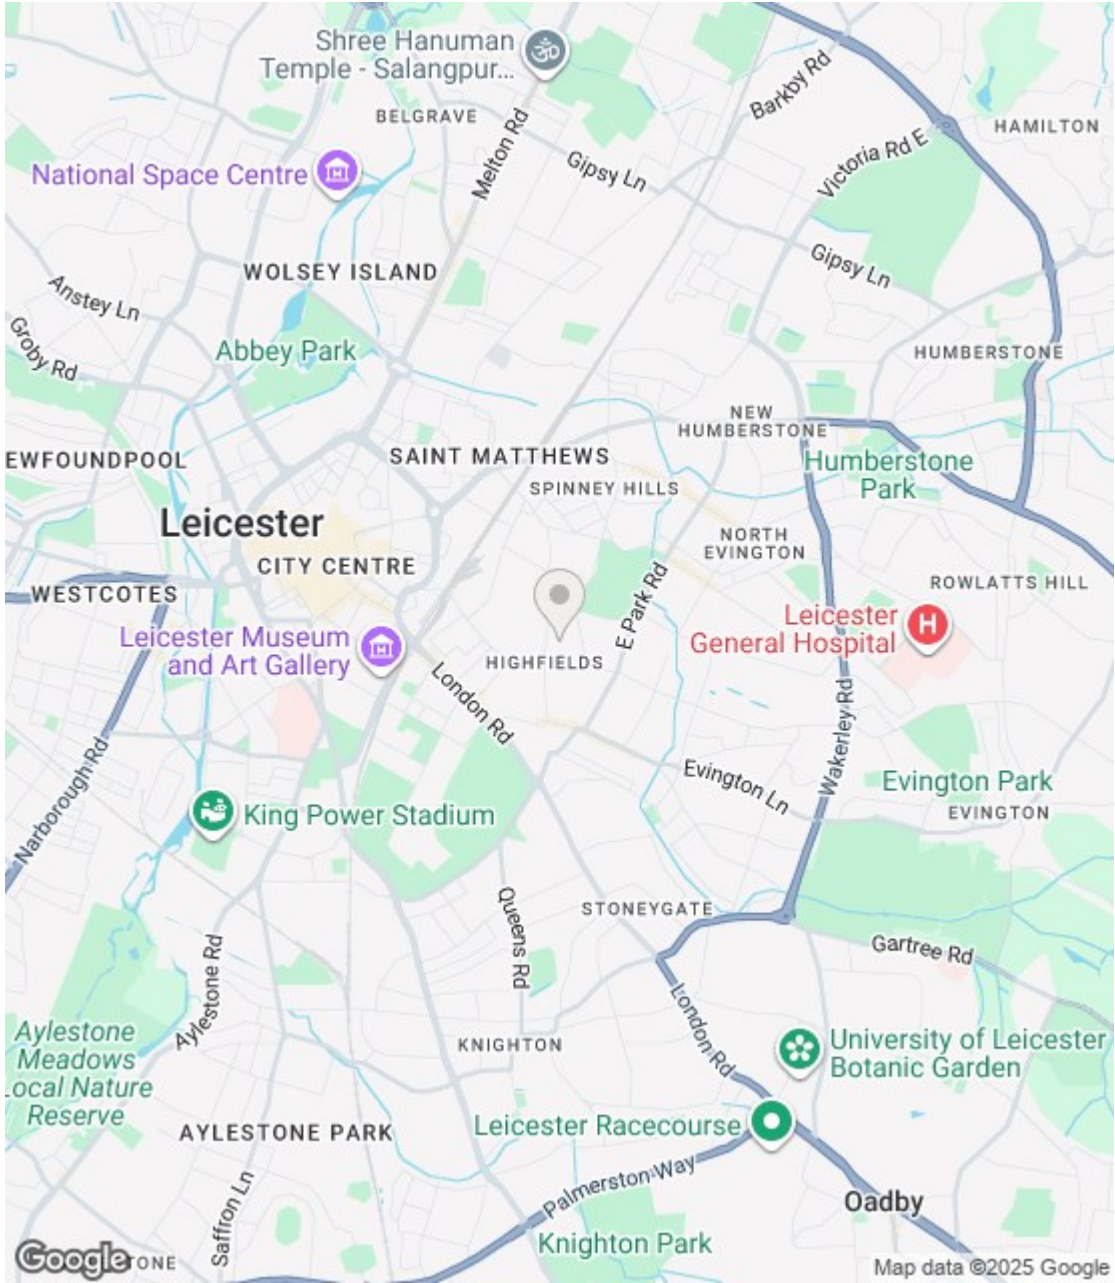 Shree Hanuman
Temple - Salangpur...
Barkby Rd
BELGRAVE
HAMILTON
Melton Rd
Victoria Rd E
National Space Centre
Gipsy Ln
WOLSEY ISLAND
Gipsy Ln
Anstey Ln
Groby Rd
Abbey Park
HUMBERSTONE
NEW
HUMBERSTONE
EWFOUNDPOOL
SAINT MATTHEWS
Humberstone
Park
SPINNEY HILLS
Leicester
NORTH
EVINGTON
CITY CENTRE
ROWLATTS HILL
WESTCOTES
E Park Rd
Leicester
General Hospital
H
Leicester Museum
and Art Gallery
HIGHFIELDS
London Rd
Wakerley Rd
Narborough Rd
Evington Ln
Evington Park
EVINGTON
King Power Stadium
STONEYGATE
Queens Rd
Gartree Rd
Aylestone Rd
London Rd
Aylestone
Meadows
Local Nature
Reserve
KNIGHTON
University of Leicester
Botanic Garden
Leicester Racecourse
AYLESTONE PARK
Palmerston Way
Saffron Ln
Oadby
Knighton Park
Google
TONE
Map data ©2025 Google